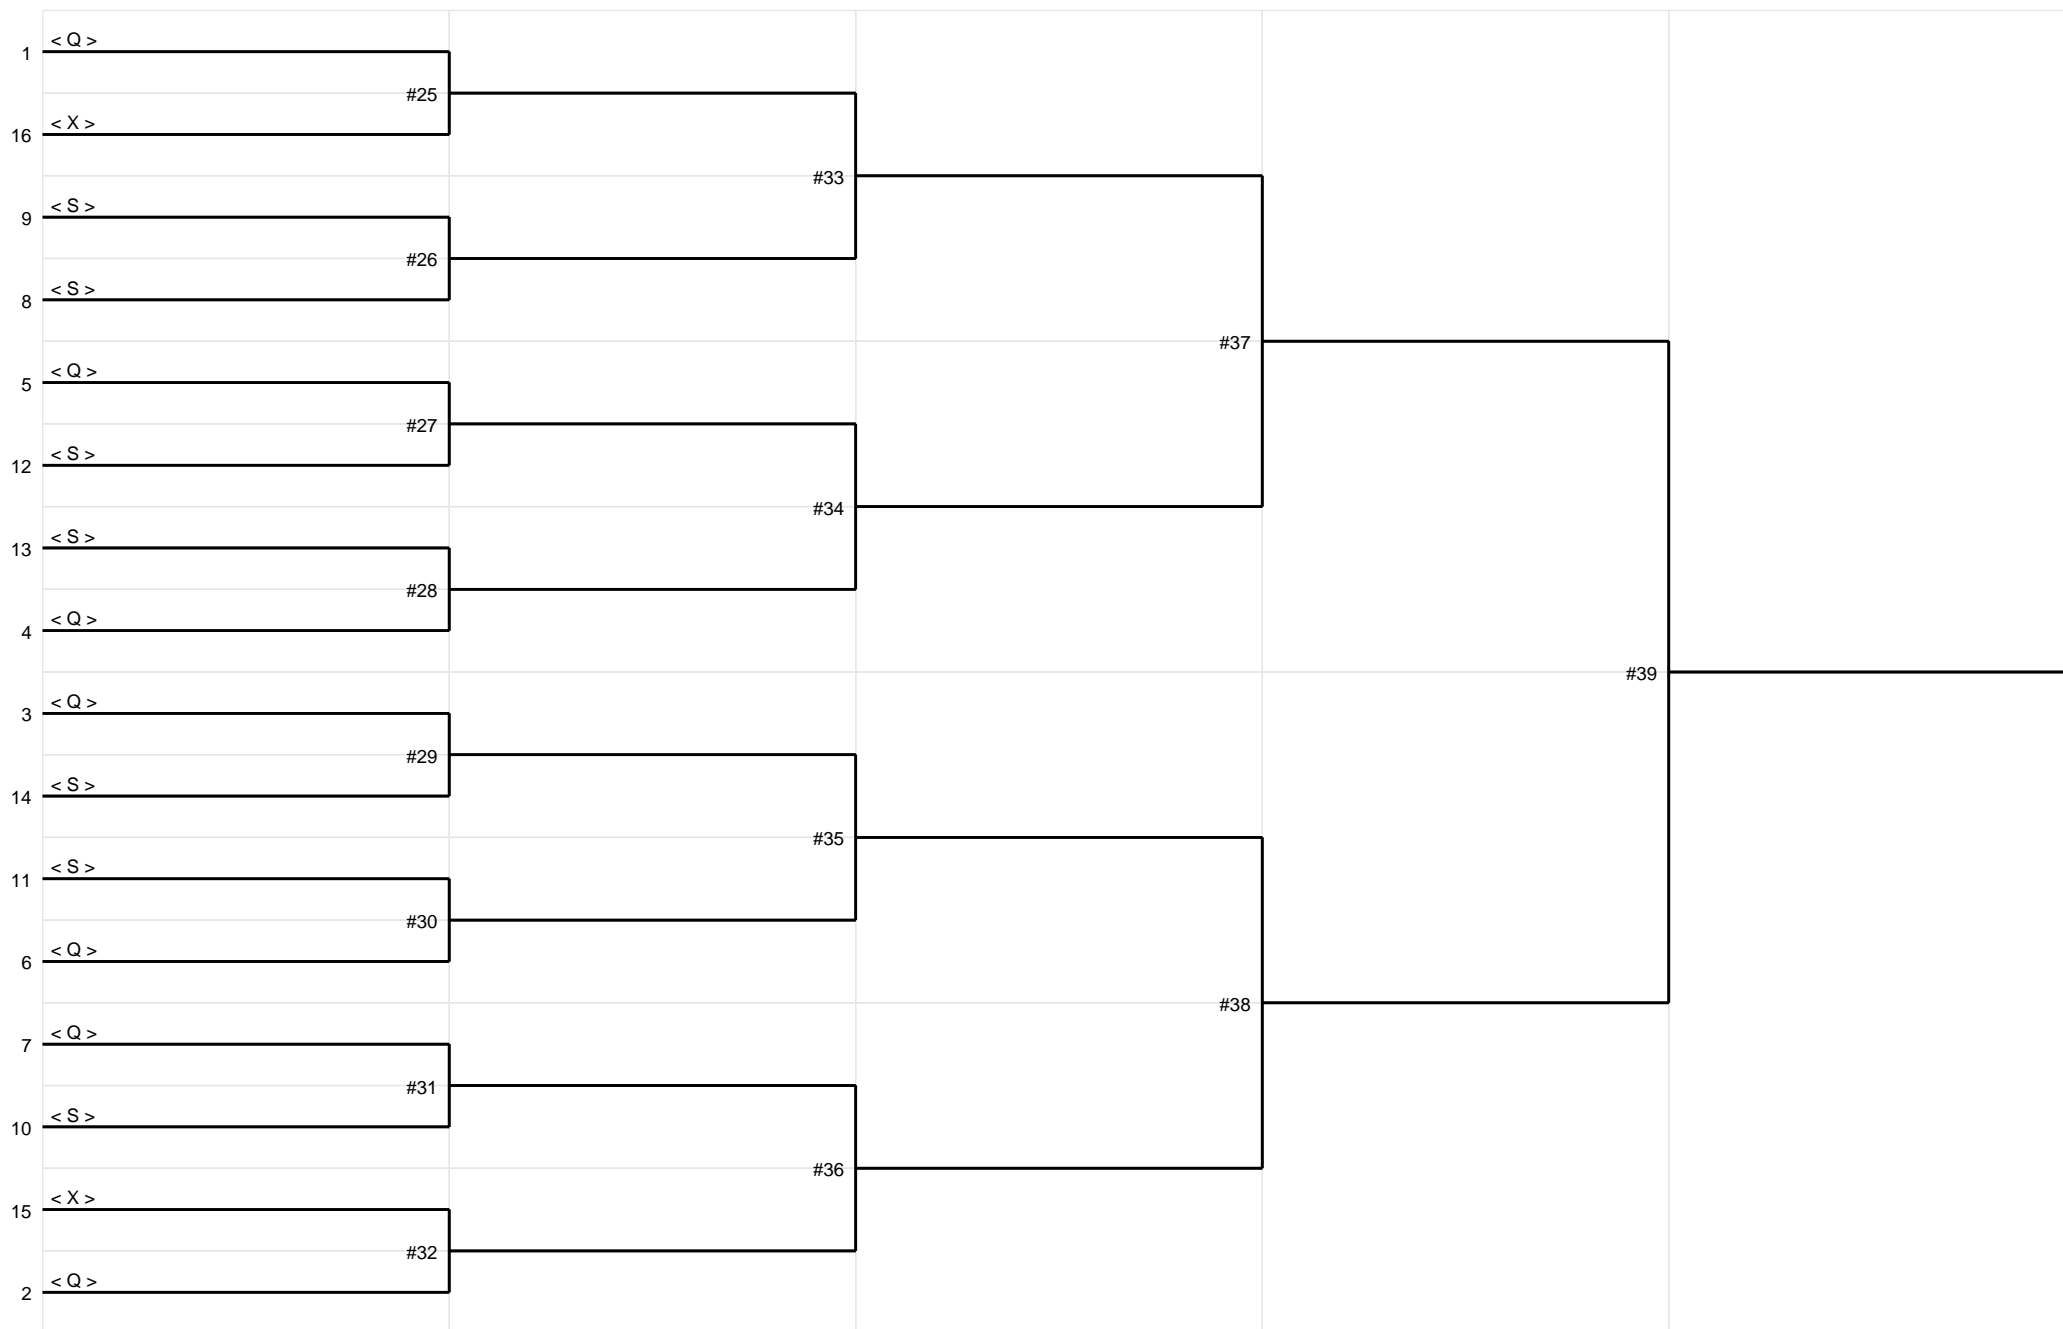 < Q >
1
#25
< X >
16
#33
< S >
9
#26
< S >
8
#37
< Q >
5
#27
< S >
12
#34
< S >
13
#28
< Q >
4
#39
< Q >
3
#29
< S >
14
#35
< S >
11
#30
< Q >
6
#38
< Q >
7
#31
< S >
10
#36
< X >
15
#32
< Q >
2